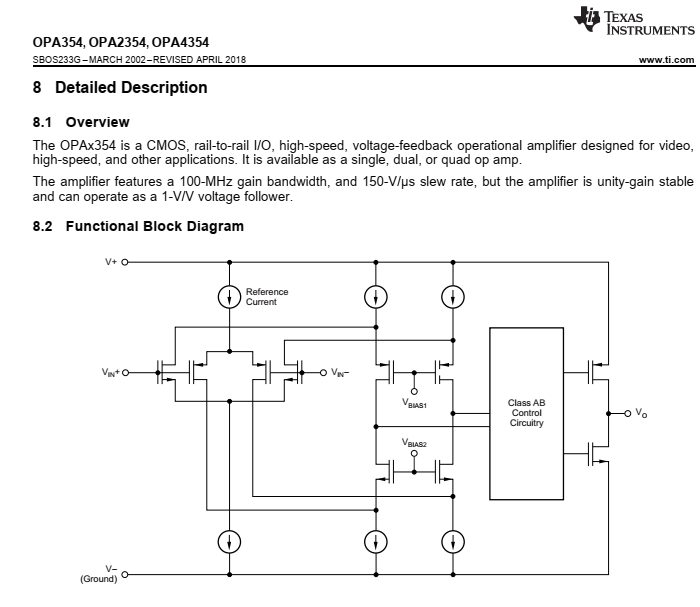 TEXAS
INSTRUMENTS
OPA354, OPA2354, OPA4354
SBOS233G – MARCH 2002 – REVISED APRIL 2018
www.ti.com
8 Detailed Description
8.1 Overview
The OPAx354 is a CMOS, rail-to-rail I/O, high-speed, voltage-feedback operational amplifier designed for video,
high-speed, and other applications. It is available as a single, dual, or quad op amp.
The amplifier features a 100-MHz gain bandwidth, and 150-V/µs slew rate, but the amplifier is unity-gain stable
and can operate as a 1-V/V voltage follower.
8.2 Functional Block Diagram
V+
Reference
Current
VIN+
VIN–
VBIAS1
Class AB
Control
Circuitry
VO
VBIAS2
V–
(Ground)